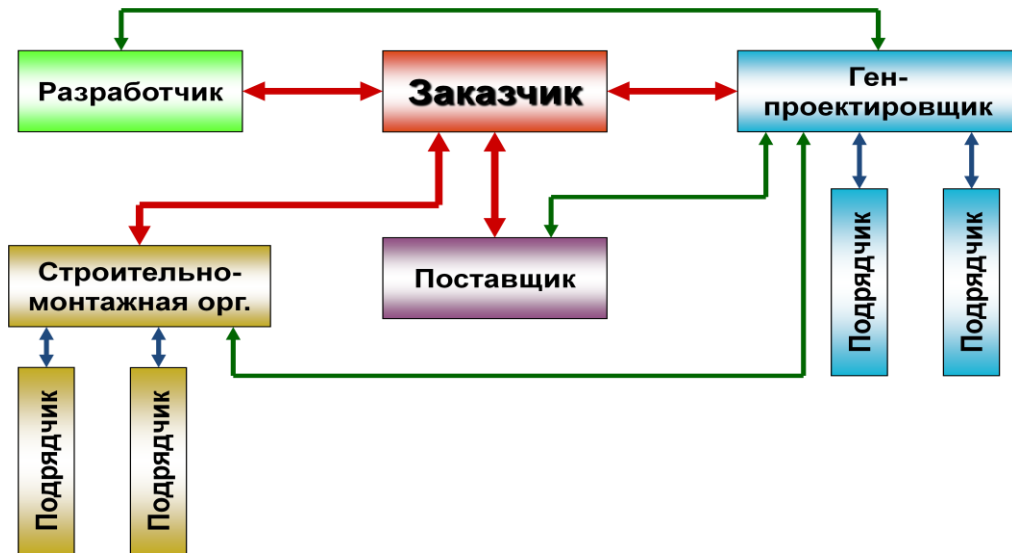 Разработчик
Заказчик
Ген-
проектировщик
Строительно-
монтажная орг.
Поставщик
Подрядчик
Подрядчик
Подрядчик
Подрядчик